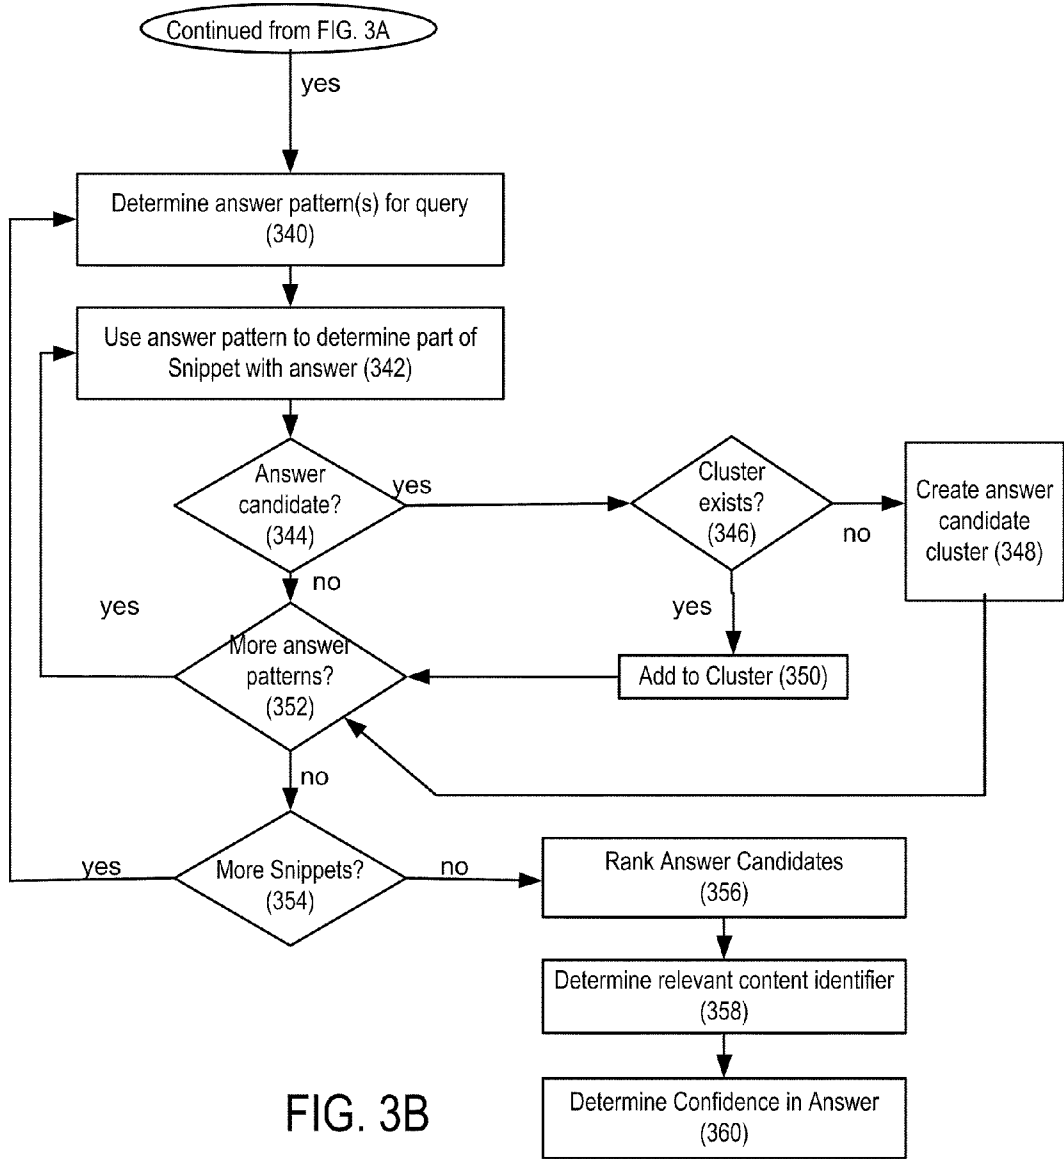 Continued from FIG. 3A
yes
Determine answer pattern(s) for query
(340)
Use answer pattern to determine part of
Snippet with answer (342)
Answer
candidate?
(344)
yes
Cluster
exists?
(346)
no
Create answer
candidate
cluster (348)
no
yes
yes
More answer
patterns?
(352)
Add to Cluster (350)
no
More Snippets?
(354)
yes
no
Rank Answer Candidates
(356)
Determine relevant content identifier
(358)
Determine Confidence in Answer
(360)
FIG. 3B